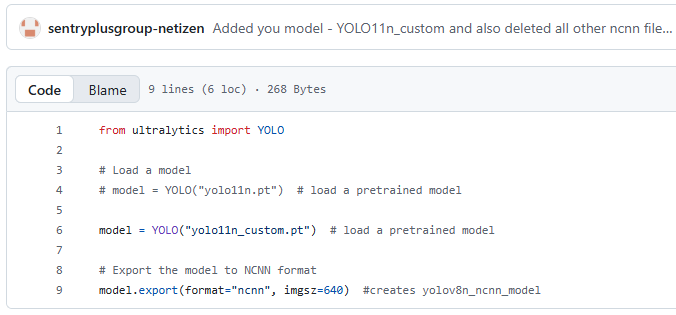 sentryplusgroup-netizen Added you model - YOLO11n_custom and also deleted all other ncnn file...
Code Blame 9 lines (6 loc) · 268 Bytes
1 from ultralytics import YOLO
2
3 # Load a model
4 # model = YOLO("yolo11n.pt")  # load a pretrained model
5
6 model = YOLO("yolo11n_custom.pt")  # load a pretrained model
7
8 # Export the model to NCNN format
9 model.export(format="ncnn", imgsz=640)  #creates yolov8n_ncnn_model